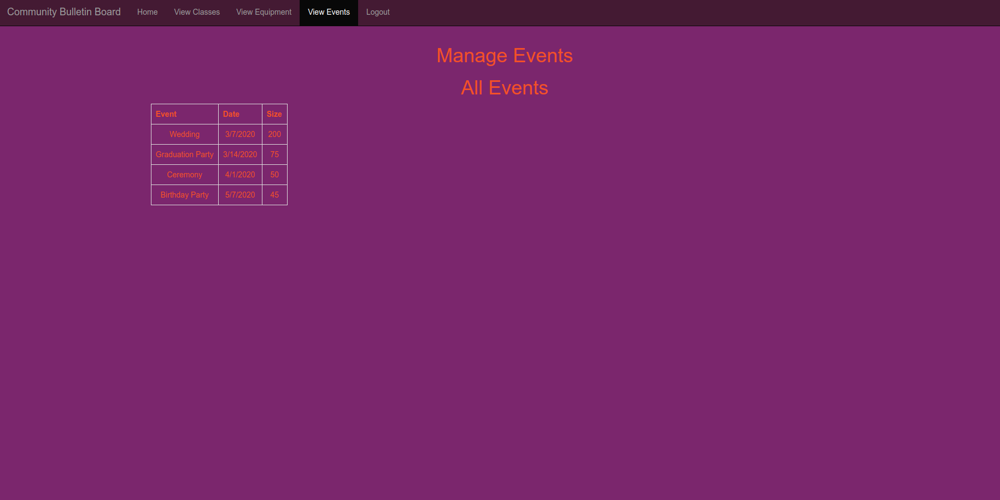 Community Bulletin Board Home View Classes View Equipment View Events Logout
Manage Events
All Events
Event Date Size
Wedding 3/7/2020 200
Graduation Party 3/14/2020 75
Ceremony 4/1/2020 50
Birthday Party 5/7/2020 45